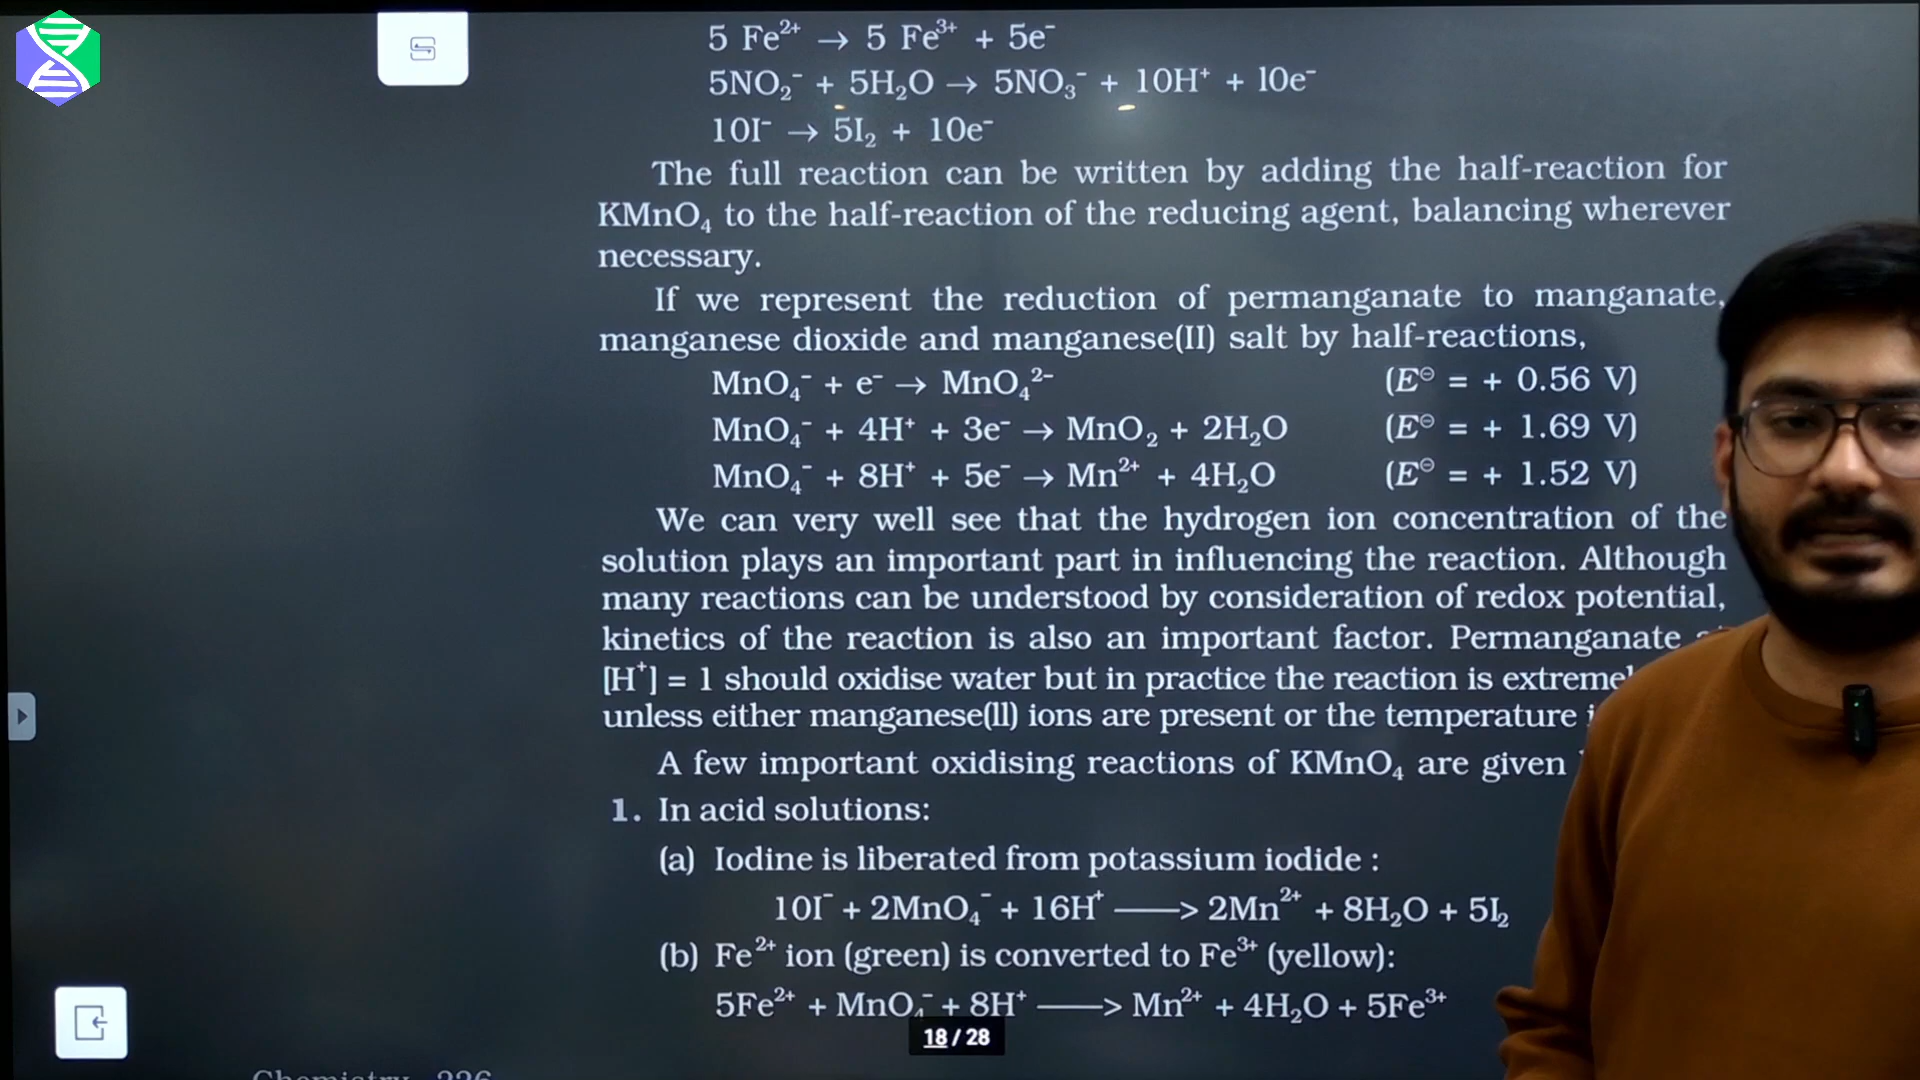 5 Fe²⁺ → 5 Fe³⁺ + 5e⁻
5NO₂⁻ + 5H₂O → 5NO₃⁻ + 10H⁺ + 10e⁻
10I⁻ → 5I₂ + 10e⁻
The full reaction can be written by adding the half-reaction for
KMnO₄ to the half-reaction of the reducing agent, balancing wherever
necessary.
If we represent the reduction of permanganate to manganate,
manganese dioxide and manganese(II) salt by half-reactions,
MnO₄⁻ + e⁻ → MnO₄²⁻ (E⊖ = + 0.56 V)
MnO₄⁻ + 4H⁺ + 3e⁻ → MnO₂ + 2H₂O (E⊖ = + 1.69 V)
MnO₄⁻ + 8H⁺ + 5e⁻ → Mn²⁺ + 4H₂O (E⊖ = + 1.52 V)
We can very well see that the hydrogen ion concentration of the
solution plays an important part in influencing the reaction. Although
many reactions can be understood by consideration of redox potential,
kinetics of the reaction is also an important factor. Permanganate
[H⁺] = 1 should oxidise water but in practice the reaction is
unless either manganese(ll) ions are present or the temperature
A few important oxidising reactions of KMnO₄ are given
1. In acid solutions:
(a) Iodine is liberated from potassium iodide :
10I⁻ + 2MnO₄⁻ + 16H⁺ ——> 2Mn²⁺ + 8H₂O + 5I₂
(b) Fe²⁺ ion (green) is converted to Fe³⁺ (yellow):
5Fe²⁺ + MnO₄⁻ + 8H⁺ ——> Mn²⁺ + 4H₂O + 5Fe³⁺
18 / 28